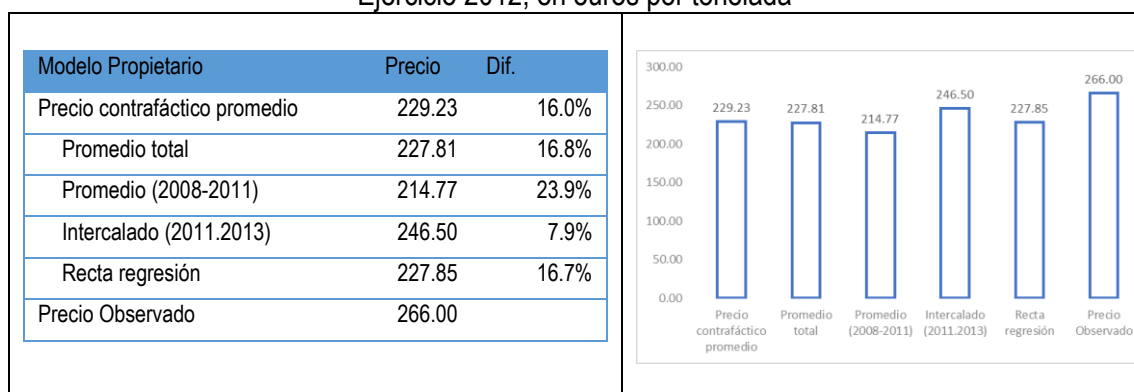 Ejercicio 2012, en euros por tonelada
Modelo Propietario Precio Dif.
Precio contrafáctico promedio 229.23 16.0%
Promedio total 227.81 16.8%
Promedio (2008-2011) 214.77 23.9%
Intercalado (2011.2013) 246.50 7.9%
Recta regresión 227.85 16.7%
Precio Observado 266.00
300.00
250.00
200.00
150.00
100.00
50.00
0.00
229.23
227.81
214.77
246.50
227.85
266.00
Precio
contrafáctico
promedio
Promedio
total
Promedio
(2008-2011)
Intercalado
(2011.2013)
Recta
regresión
Precio
Observado